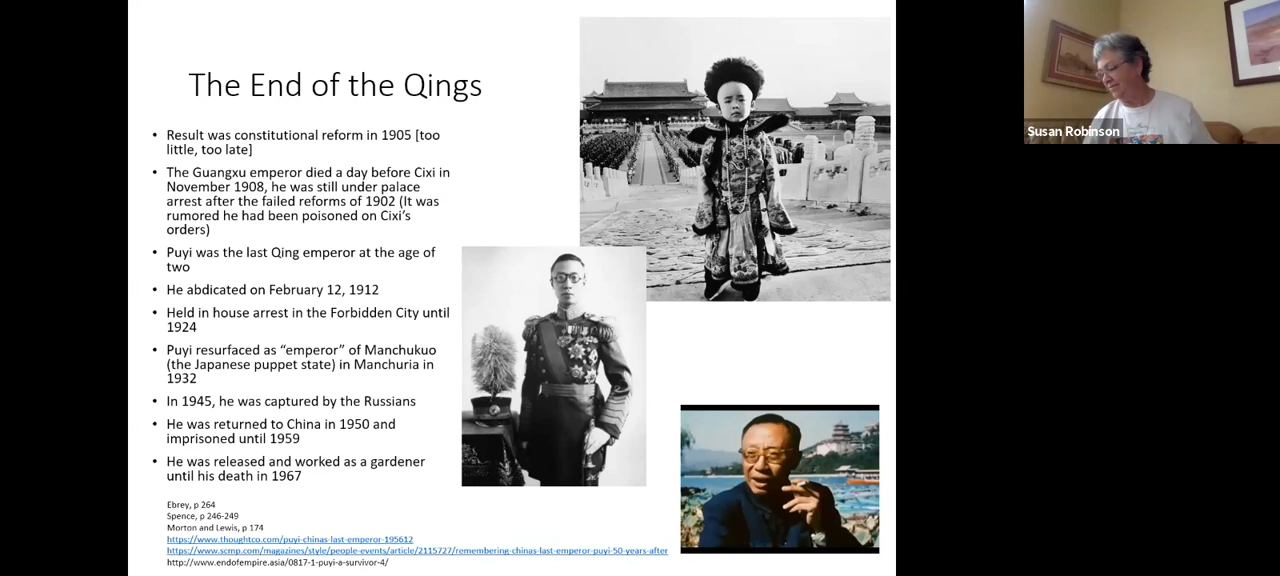 The End of the Qings
• Result was constitutional reform in 1905 [too
little, too late]
• The Guangxu emperor died a day before Cixi in
November 1908, he was still under palace
arrest after the failed reforms of 1902 (It was
rumored he had been poisoned on Cixi's
orders)
• Puyi was the last Qing emperor at the age of
two
• He abdicated on February 12, 1912
• Held in house arrest in the Forbidden City until
1924
• Puyi resurfaced as “emperor” of Manchukuo
(the Japanese puppet state) in Manchuria in
1932
• In 1945, he was captured by the Russians
• He was returned to China in 1950 and
imprisoned until 1959
• He was released and worked as a gardener
until his death in 1967
Ebrey, p 264
Spence, p 246-249
Morton and Lewis, p 174
https://www.thoughtco.com/puyi-chinas-last-emperor-195612
https://www.scmp.com/magazines/style/people-events/article/2115727/remembering-chinas-last-emperor-puyi-50-years-after
http://www.endofempire.asia/0817-1-puyi-a-survivor-4/
Susan Robinson